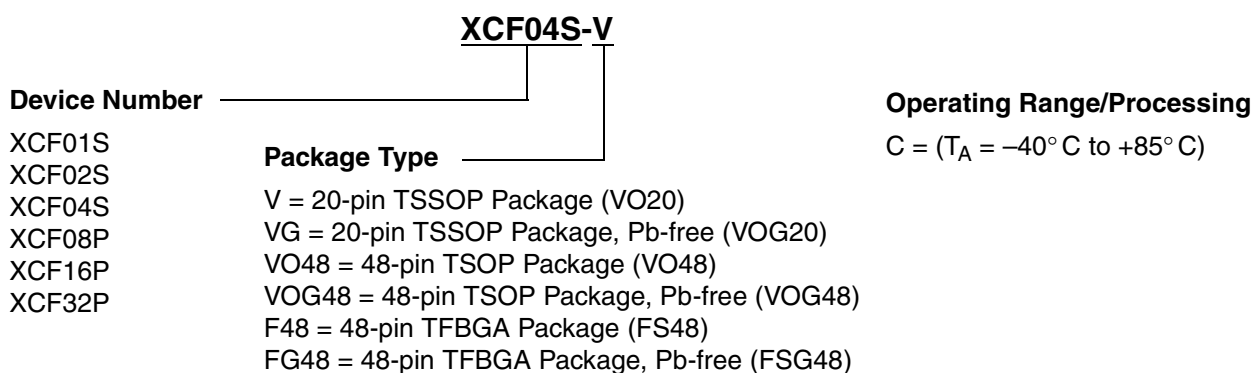 XCF04S-V
Device Number
XCF01S
XCF02S
XCF04S
XCF08P
XCF16P
XCF32P
Package Type
V = 20-pin TSSOP Package (VO20)
VG = 20-pin TSSOP Package, Pb-free (VOG20)
VO48 = 48-pin TSOP Package (VO48)
VOG48 = 48-pin TSOP Package, Pb-free (VOG48)
F48 = 48-pin TFBGA Package (FS48)
FG48 = 48-pin TFBGA Package, Pb-free (FSG48)
Operating Range/Processing
C = (TA = –40° C to +85° C)